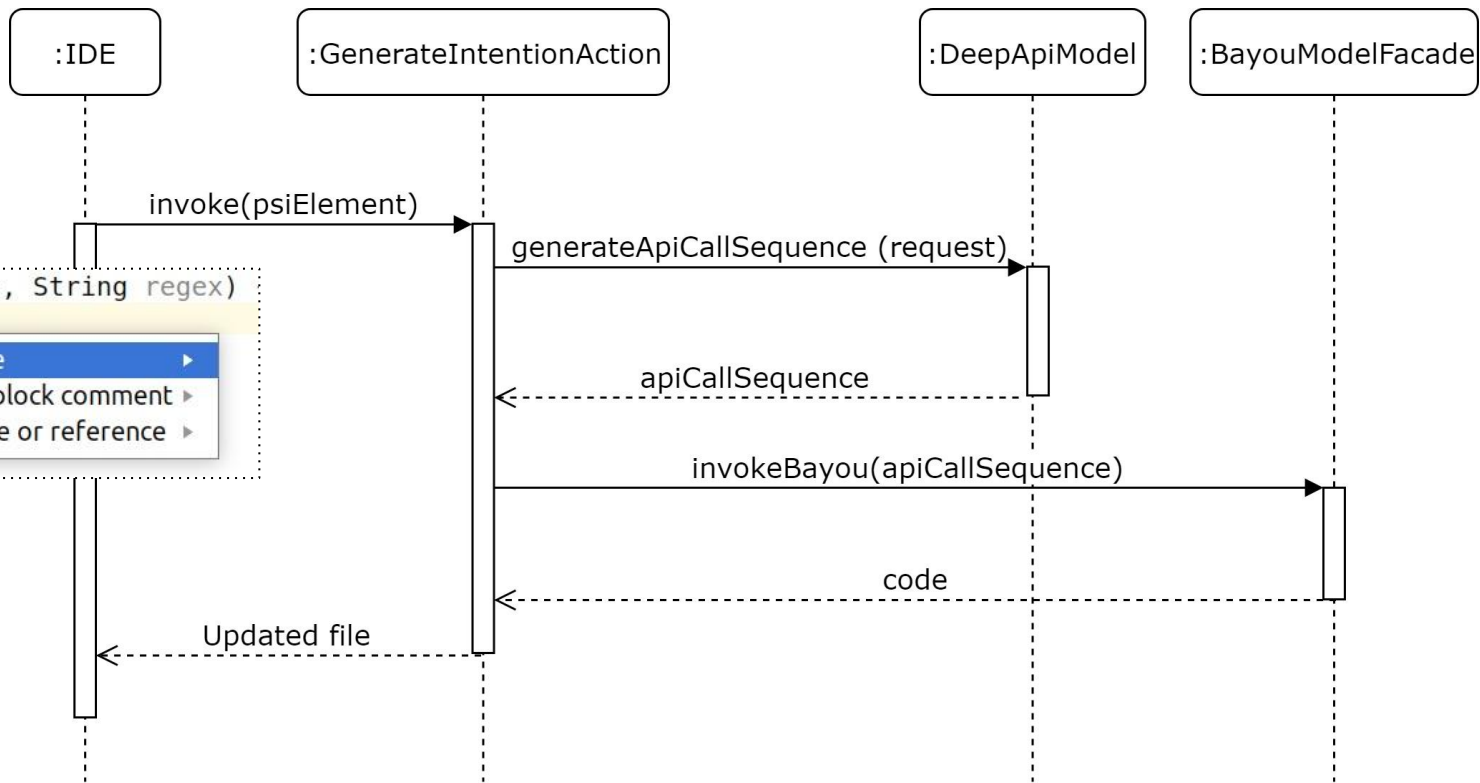 :IDE
:GenerateIntentionAction
:DeepApiModel
:BayouModelFacade
invoke(psiElement)
generateApiCallSequence (request)
, String regex)
block comment
or reference
apiCallSequence
invokeBayou(apiCallSequence)
code
Updated file